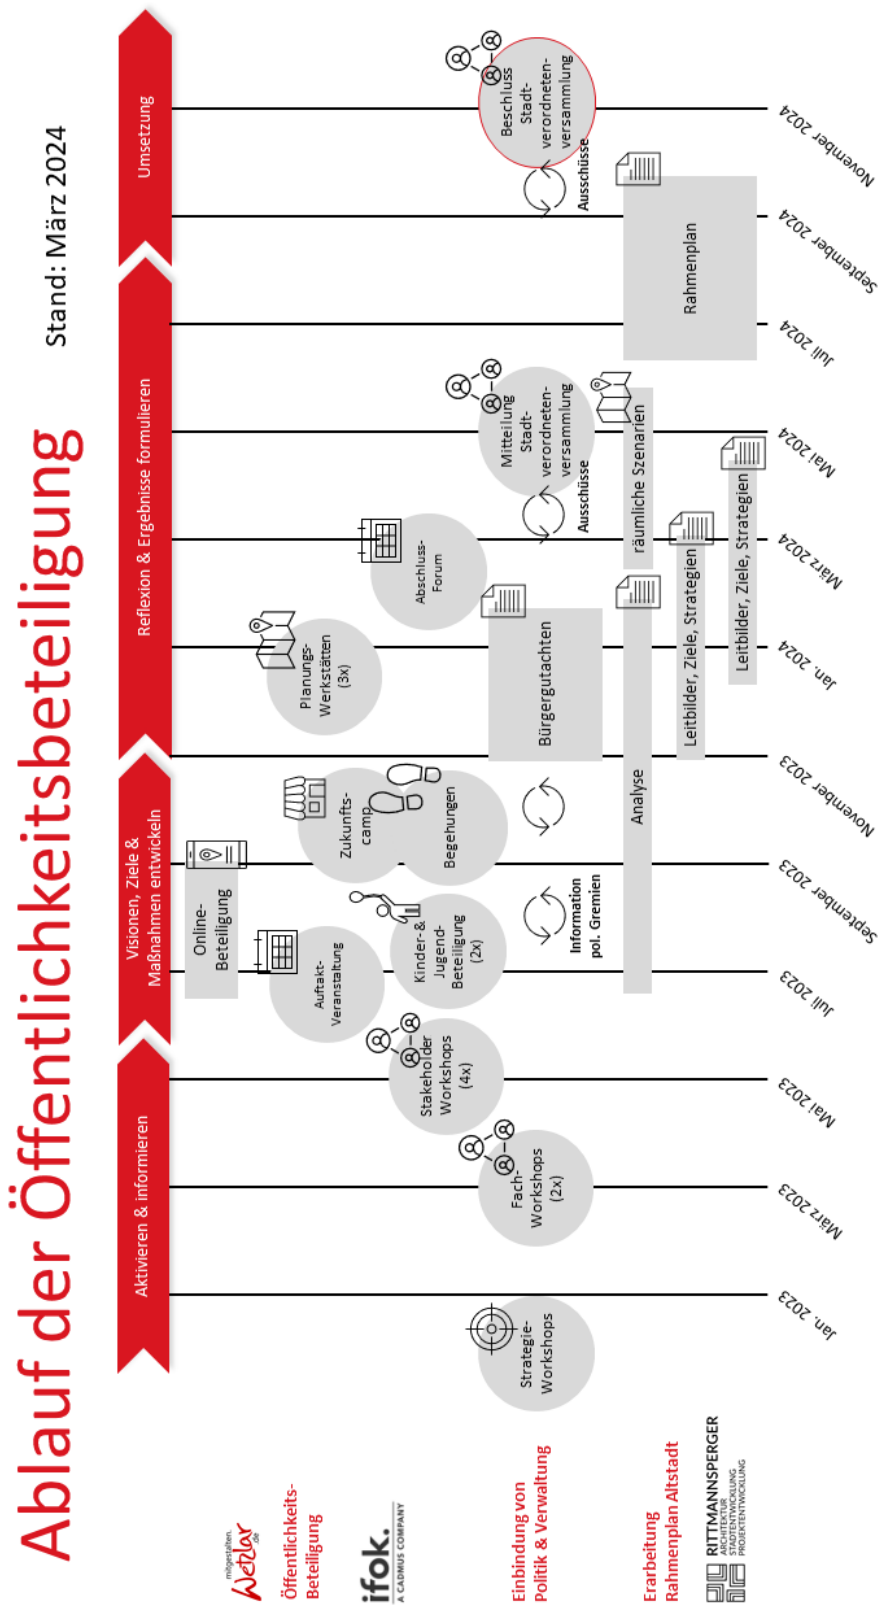 Ablauf der Öffentlichkeitsbeteiligung
Stand: März 2024
Aktivieren & informieren
Visionen, Ziele &
Maßnahmen entwickeln
Reflexion & Ergebnisse formulieren
Umsetzung
mitgestalten.
Wetzlar
.de
Öffentlichkeits-
Beteiligung
ifok.
A CADMUS COMPANY
Online-
Beteiligung
Auftakt-
Veranstaltung
Zukunfts-
camp
Planungs-
Werkstätten
(3x)
Stakeholder
Workshops
(4x)
Kinder-&
Jugend-
Beteiligung
(2x)
Begehungen
Abschluss-
Forum
Einbindung von
Politik & Verwaltung
Strategie-
Workshops
Fach-
Workshops
(2x)
Information
pol. Gremien
Bürgergutachten
Ausschüsse
Mitteilung
Stadt-
verordneten-
versammlung
Ausschüsse
Beschluss
Stadt-
verordneten-
versammlung
Erarbeitung
Rahmenplan Altstadt
RITTMANNSPERGER
ARCHITEKTUR
STADTENTWICKLUNG
PROJEKTENTWICKLUNG
Analyse
räumliche Szenarien
Leitbilder, Ziele, Strategien
Leitbilder, Ziele, Strategien
Rahmenplan
Jan. 2023
März 2023
Mai 2023
Juli 2023
September 2023
November 2023
Jan. 2024
März 2024
Mai 2024
Juli 2024
September 2024
November 2024